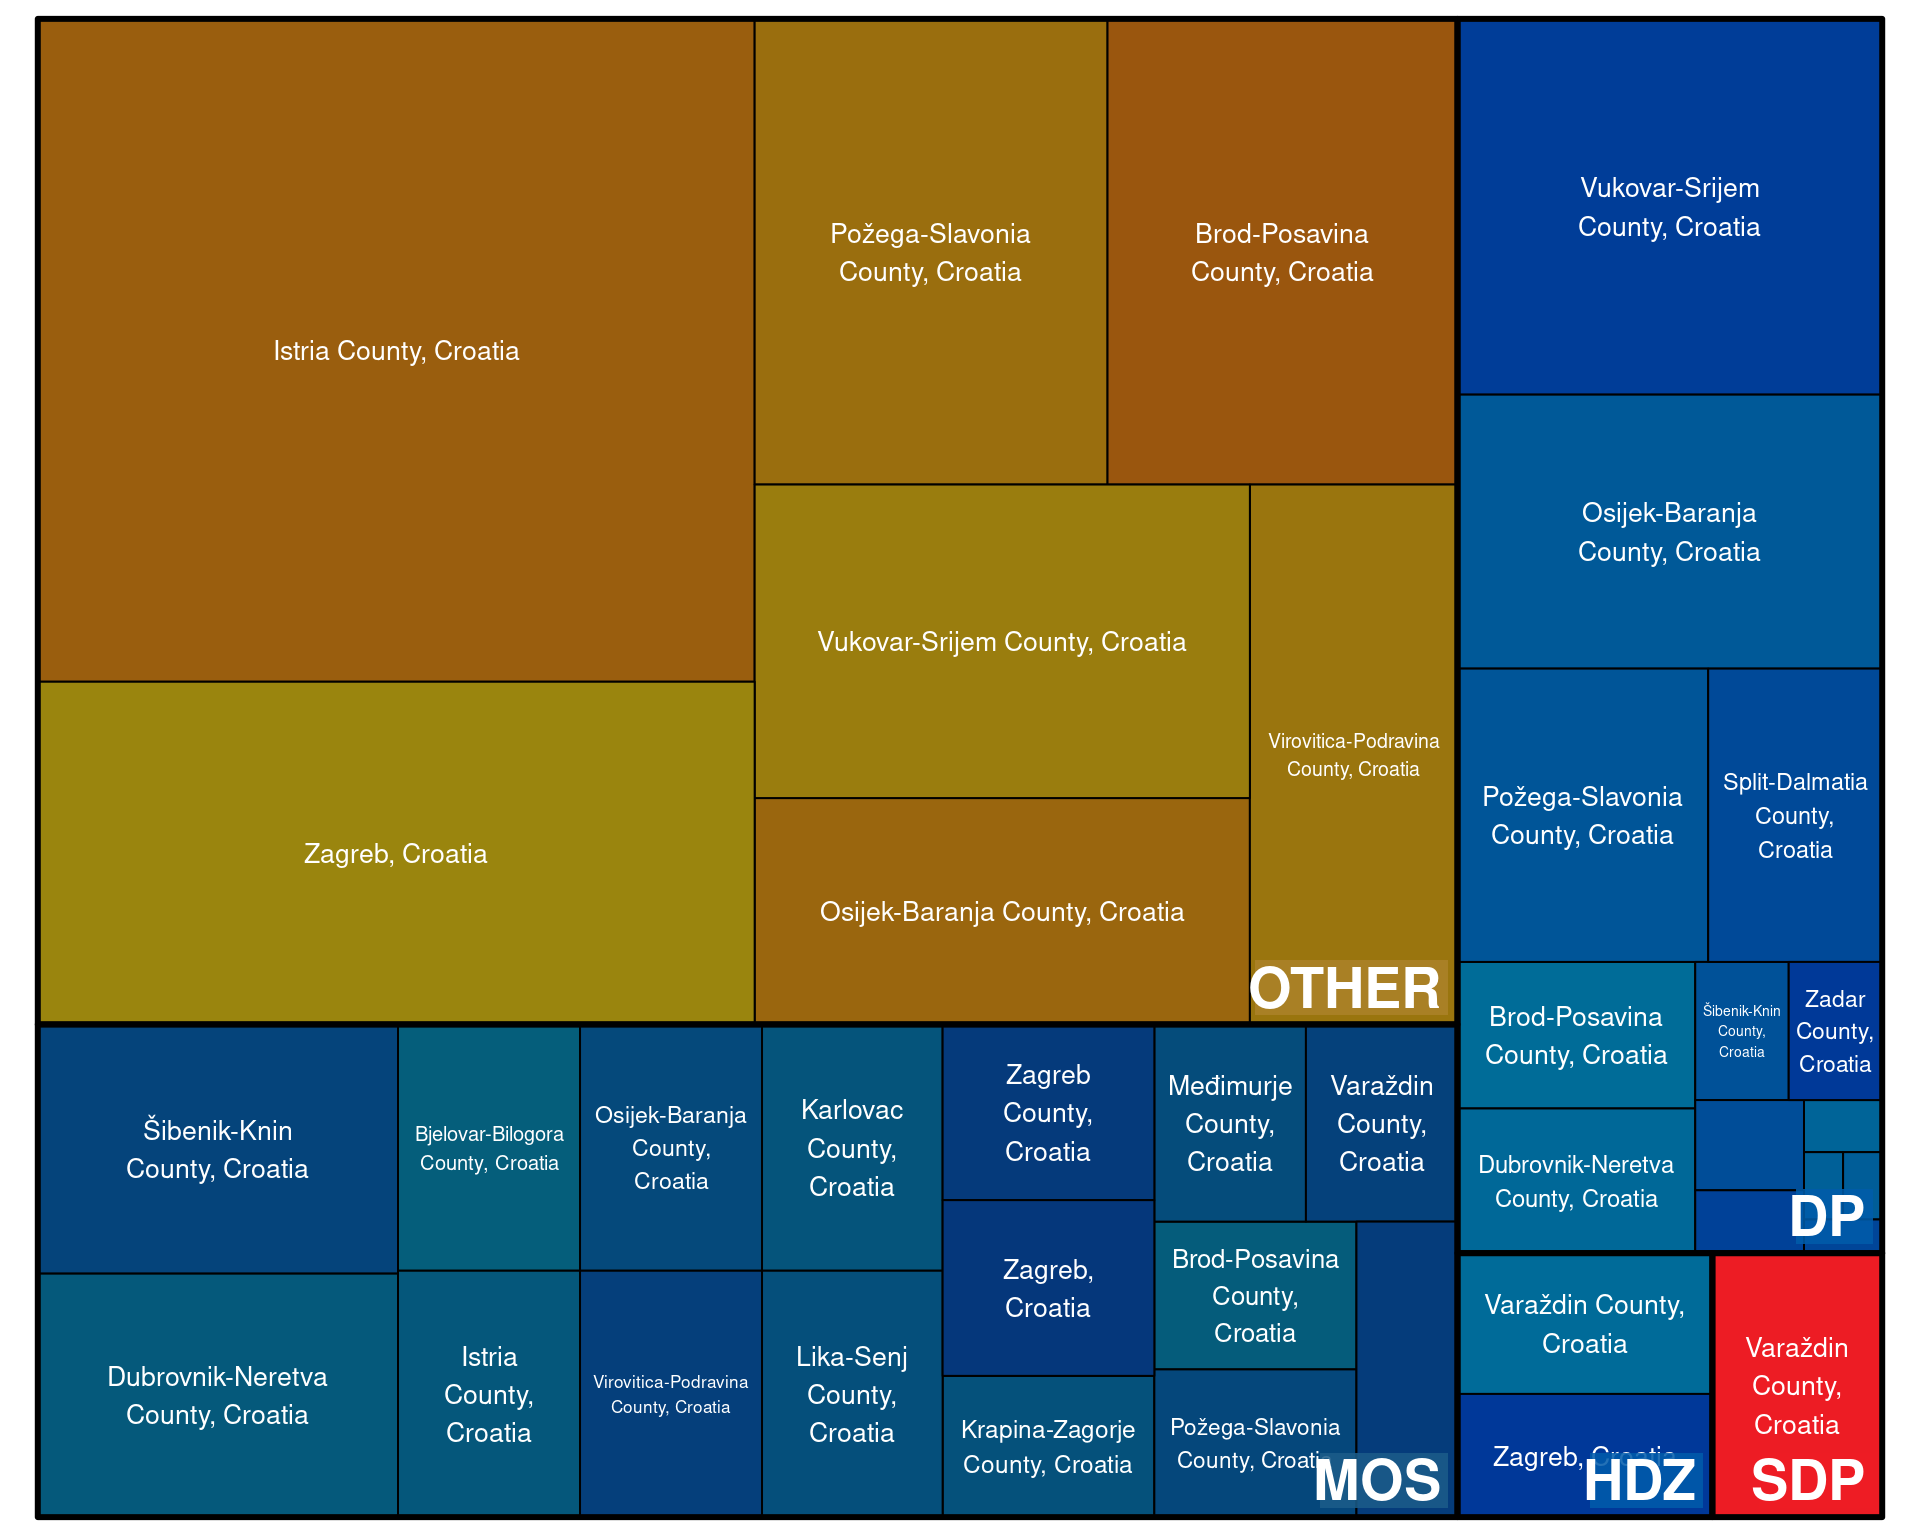 Istria County, Croatia
Požega-Slavonia
County, Croatia
Brod-Posavina
County, Croatia
Zagreb, Croatia
Vukovar-Srijem County, Croatia
Osijek-Baranja County, Croatia
Virovitica-Podravina
County, Croatia
OTHER
Vukovar-Srijem
County, Croatia
Osijek-Baranja
County, Croatia
Požega-Slavonia
County, Croatia
Split-Dalmatia
County,
Croatia
Brod-Posavina
County, Croatia
Šibenik-Knin
County,
Croatia
Zadar
County,
Croatia
Dubrovnik-Neretva
County, Croatia
DP
Šibenik-Knin
County, Croatia
Dubrovnik-Neretva
County, Croatia
Bjelovar-Bilogora
County, Croatia
Istria
County,
Croatia
Osijek-Baranja
County,
Croatia
Virovitica-Podravina
County, Croatia
Karlovac
County,
Croatia
Lika-Senj
County,
Croatia
Zagreb
County,
Croatia
Zagreb,
Croatia
Krapina-Zagorje
County, Croatia
Međimurje
County,
Croatia
Varaždin
County,
Croatia
Brod-Posavina
County,
Croatia
Požega-Slavonia
County, Croatia
MOS
Varaždin County,
Croatia
Zagreb, Croatia
HDZ
Varaždin
County,
Croatia
SDP